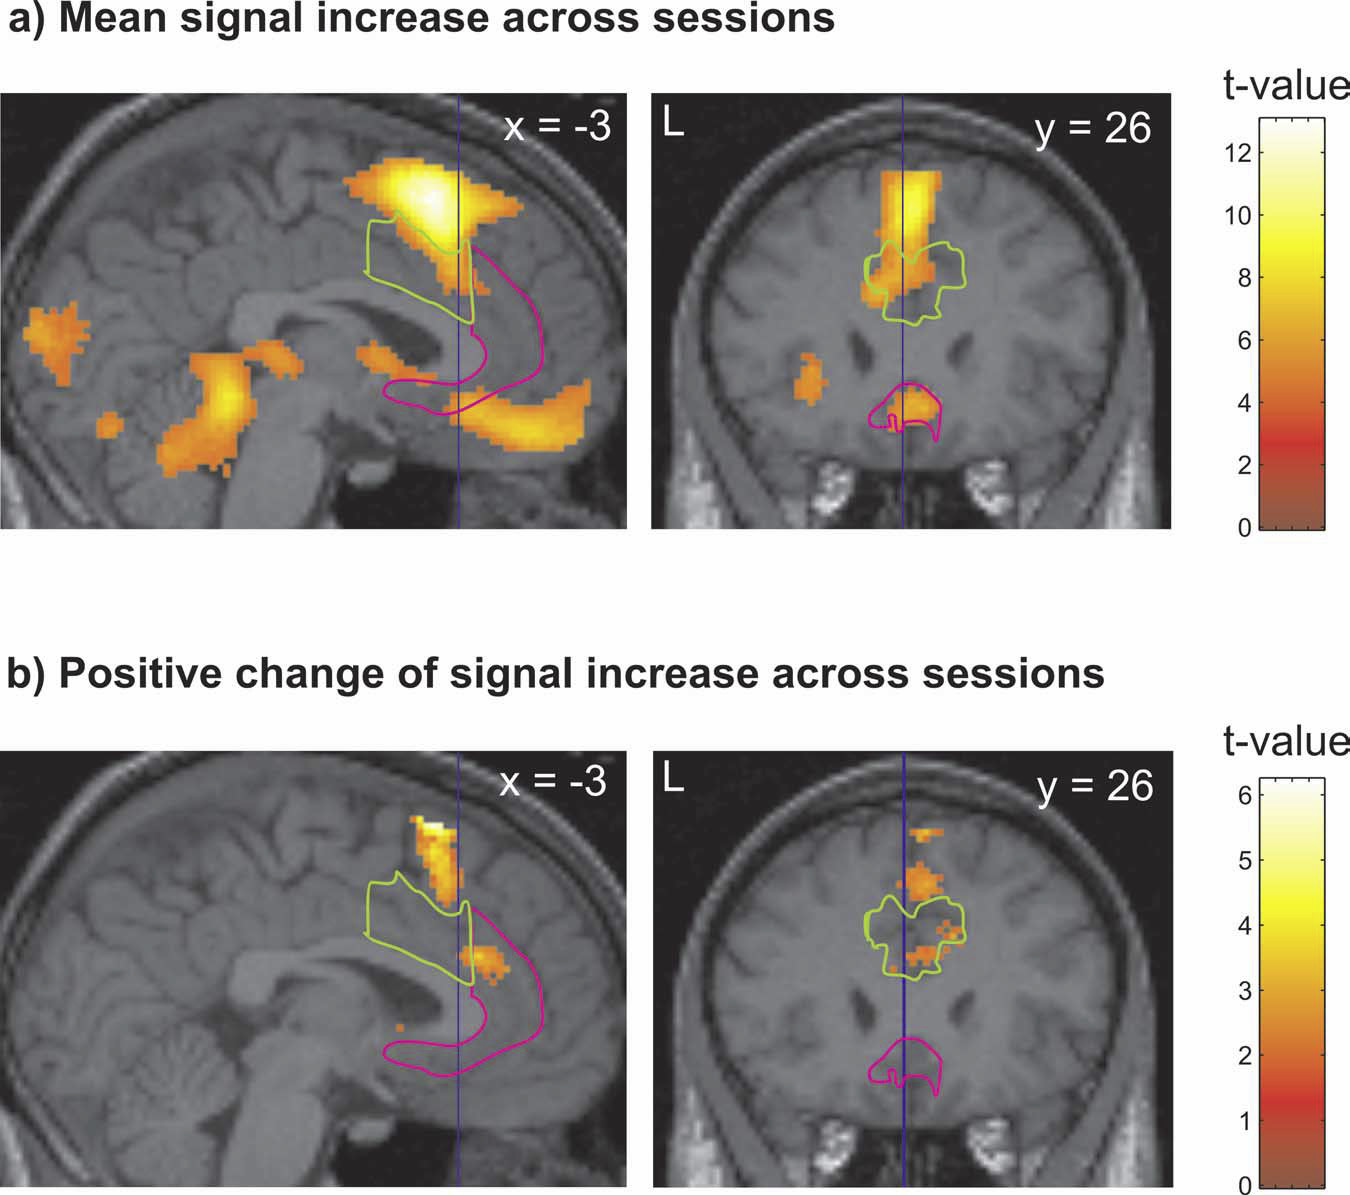 a) Mean signal increase across sessions
t-value
x = -3
L
y = 26
12
10
8
6
4
2
0
b) Positive change of signal increase across sessions
t-value
x = -3
L
y = 26
6
5
4
3
2
1
0